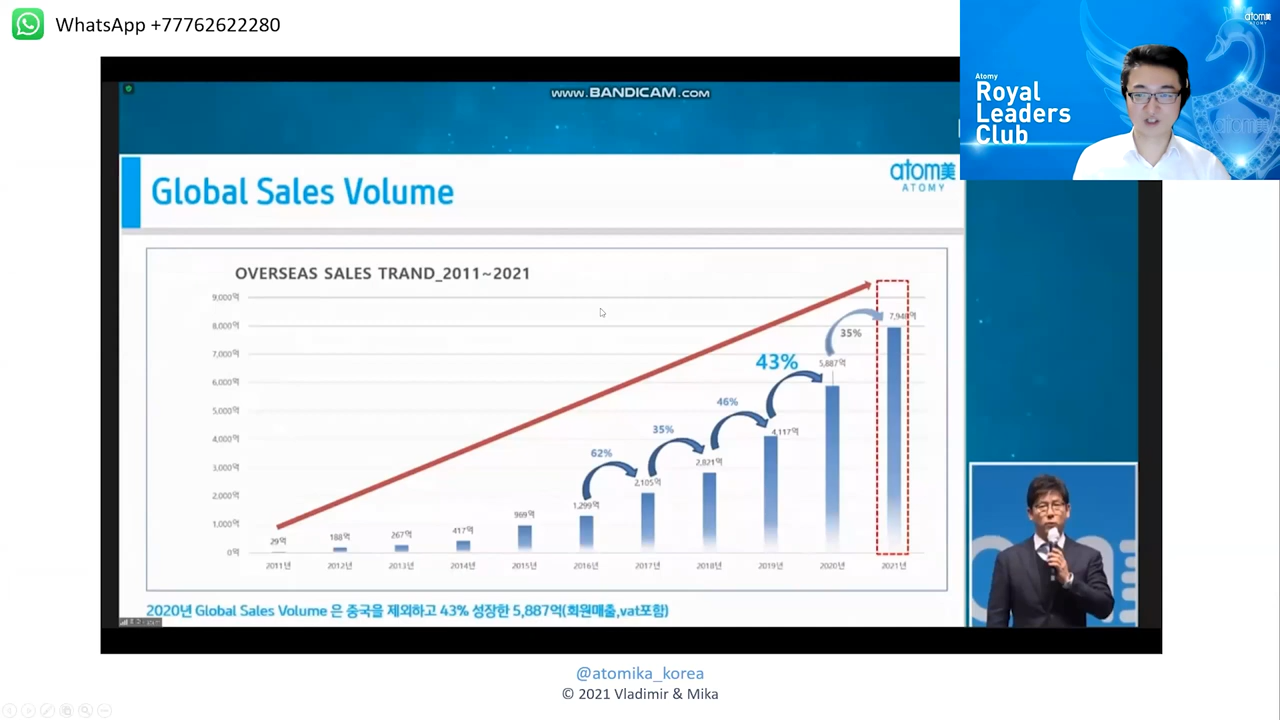 WhatsApp +77762622280
www.BANDICAM.com
atom美
ATOMY
Atomy
Royal
Leaders
Club
Global Sales Volume
atom美
ATOMY
OVERSEAS SALES TRAND_2011~2021
9,000억
8,000억
7,000억
6,000억
5,000억
4,000억
3,000억
2,000억
1,000억
0억
29억
188억
267억
417억
969억
1,299억
2,105억
2,821억
4,117억
5,887억
62%
35%
46%
43%
35%
2011년 2012년 2013년 2014년 2015년 2016년 2017년 2018년 2019년 2020년 2021년
2020년 Global Sales Volume 은 중국을 제외하고 43% 성장한 5,887억(회원매출,vat포함)
@atomika_korea
© 2021 Vladimir & Mika